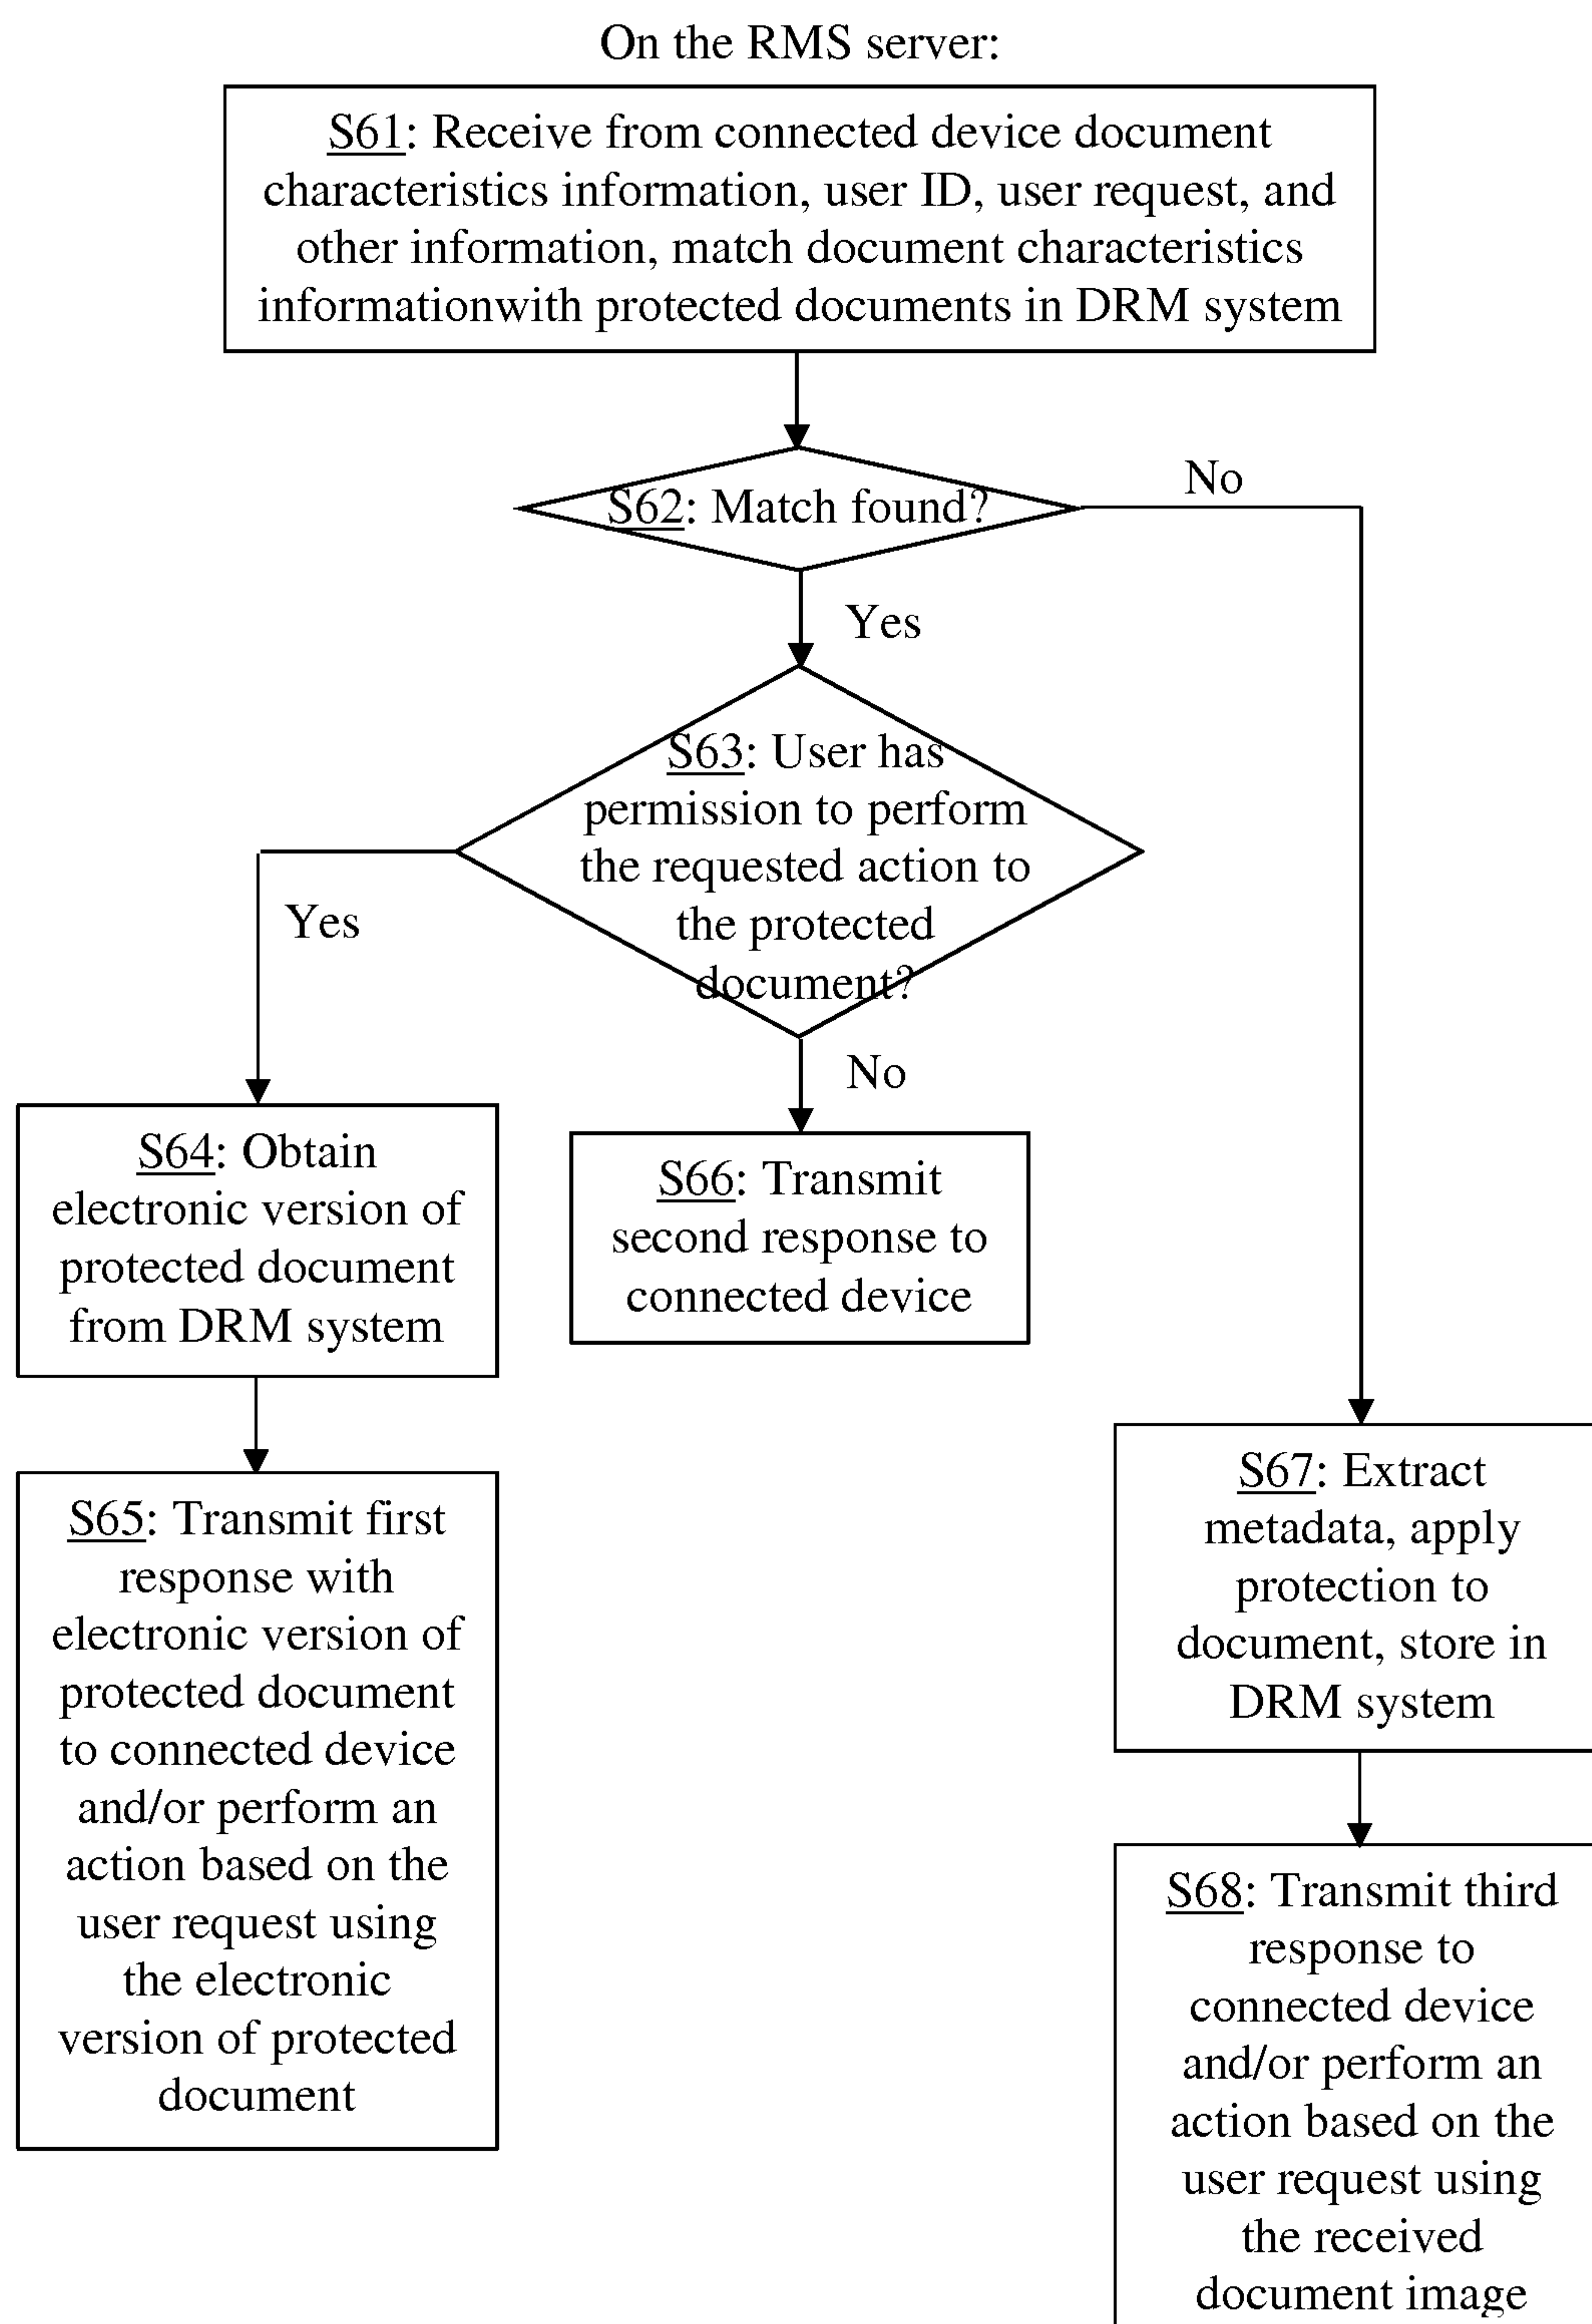 On the RMS server:
S61: Receive from connected device document
characteristics information, user ID, user request, and
other information, match document characteristics
informationwith protected documents in DRM system
S62: Match found?
No
Yes
S63: User has
permission to perform
the requested action to
the protected
document?
Yes
No
S64: Obtain
electronic version of
protected document
from DRM system
S66: Transmit
second response to
connected device
S65: Transmit first
response with
electronic version of
protected document
to connected device
and/or perform an
action based on the
user request using
the electronic
version of protected
document
S67: Extract
metadata, apply
protection to
document, store in
DRM system
S68: Transmit third
response to
connected device
and/or perform an
action based on the
user request using
the received
document image